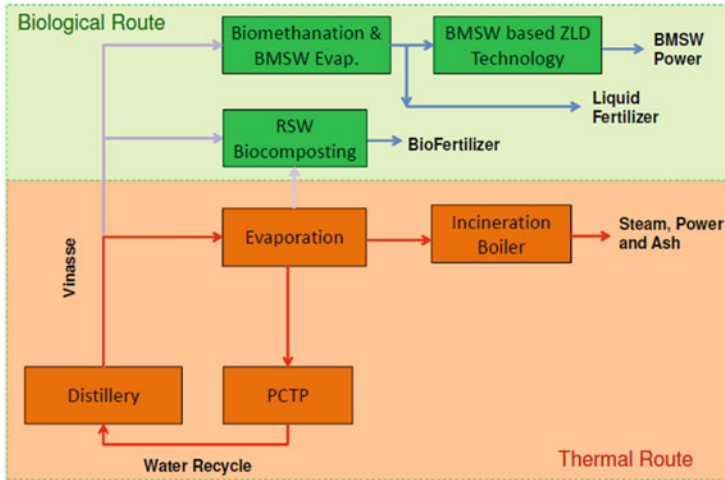 Biological Route
Biomethanation &
BMSW Evap.
BMSW based ZLD
Technology
BMSW
Power
Liquid
Fertilizer
RSW
Biocomposting
BioFertilizer
Evaporation
Incineration
Boiler
Steam, Power
and Ash
Vinasse
Distillery
PCTP
Water Recycle
Thermal Route